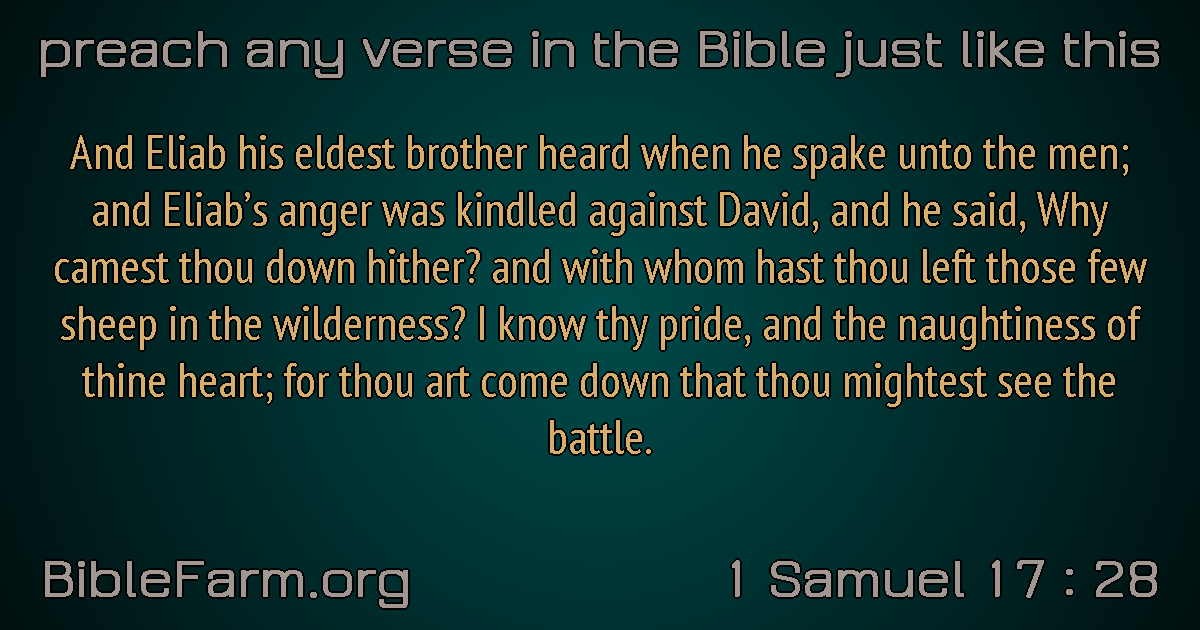 preach any verse in the Bible just like this
And Eliab his eldest brother heard when he spake unto the men;
and Eliab’s anger was kindled against David, and he said, Why
camest thou down hither? and with whom hast thou left those few
sheep in the wilderness? I know thy pride, and the naughtiness of
thine heart; for thou art come down that thou mightest see the
battle.
BibleFarm.org
1 Samuel 17 : 28